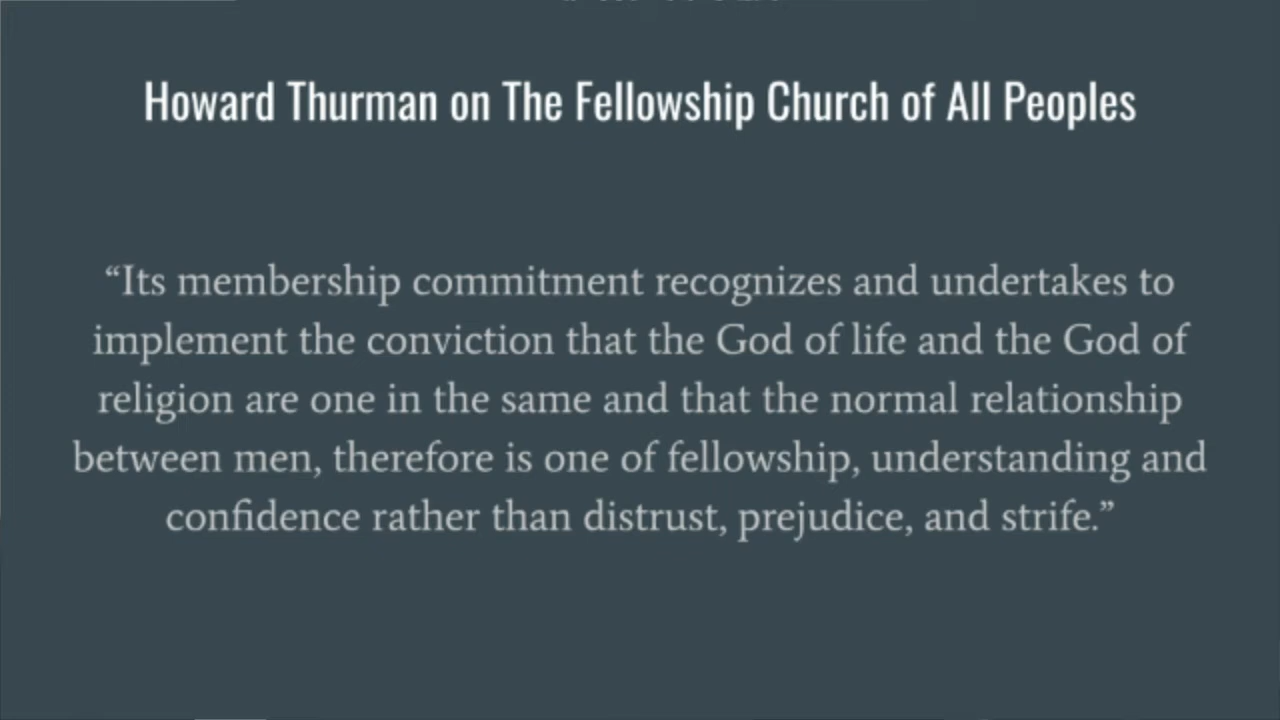 Howard Thurman on The Fellowship Church of All Peoples
“Its membership commitment recognizes and undertakes to
implement the conviction that the God of life and the God of
religion are one in the same and that the normal relationship
between men, therefore is one of fellowship, understanding and
confidence rather than distrust, prejudice, and strife.”